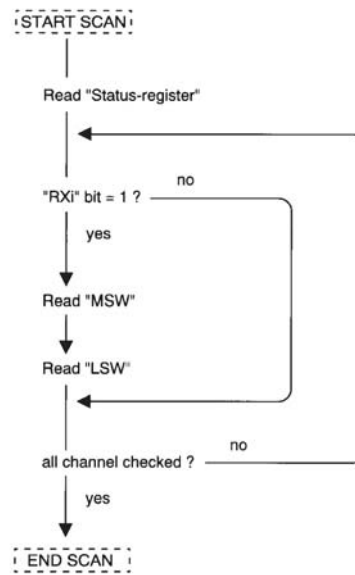 START SCAN
Read "Status-register"
"RXi" bit = 1 ?
no
yes
Read "MSW"
Read "LSW"
all channel checked ?
no
yes
END SCAN